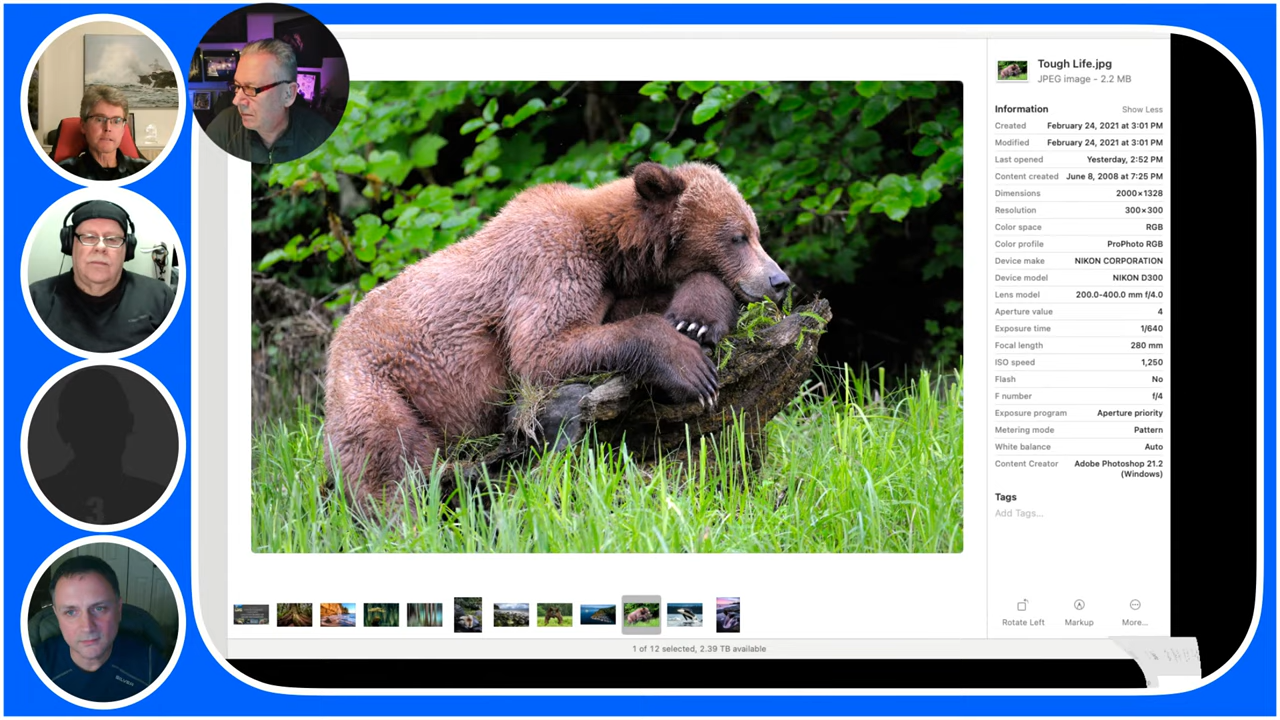 Tough Life.jpg
JPEG image - 2.2 MB
Information Show Less
Created February 24, 2021 at 3:01 PM
Modified February 24, 2021 at 3:01 PM
Last opened Yesterday, 2:52 PM
Content created June 8, 2008 at 7:25 PM
Dimensions 2000×1328
Resolution 300×300
Color space RGB
Color profile ProPhoto RGB
Device make NIKON CORPORATION
Device model NIKON D300
Lens model 200.0-400.0 mm f/4.0
Aperture value 4
Exposure time 1/640
Focal length 280 mm
ISO speed 1,250
Flash No
F number f/4
Exposure program Aperture priority
Metering mode Pattern
White balance Auto
Content Creator Adobe Photoshop 21.2
(Windows)
Tags
Add Tags...
Rotate Left Markup More...
1 of 12 selected, 2.39 TB available
3